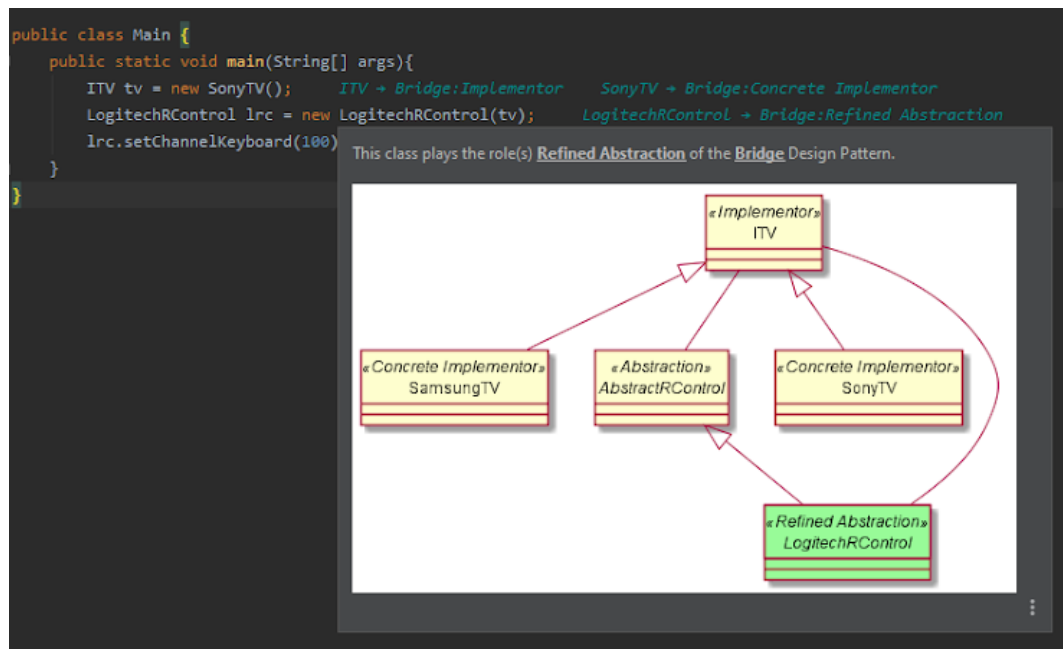 public class Main {
public static void main(String[] args){
ITV tv = new SonyTV(); ITV → Bridge:Implementor SonyTV → Bridge:Concrete Implementor
LogitechRControl lrc = new LogitechRControl(tv); LogitechRControl → Bridge:Refined Abstraction
lrc.setChannelKeyboard(100)
}
}
This class plays the role(s) Refined Abstraction of the Bridge Design Pattern.
«Implementor»
ITV
«Concrete Implementor»
SamsungTV
«Abstraction»
AbstractRControl
«Concrete Implementor»
SonyTV
«Refined Abstraction»
LogitechRControl